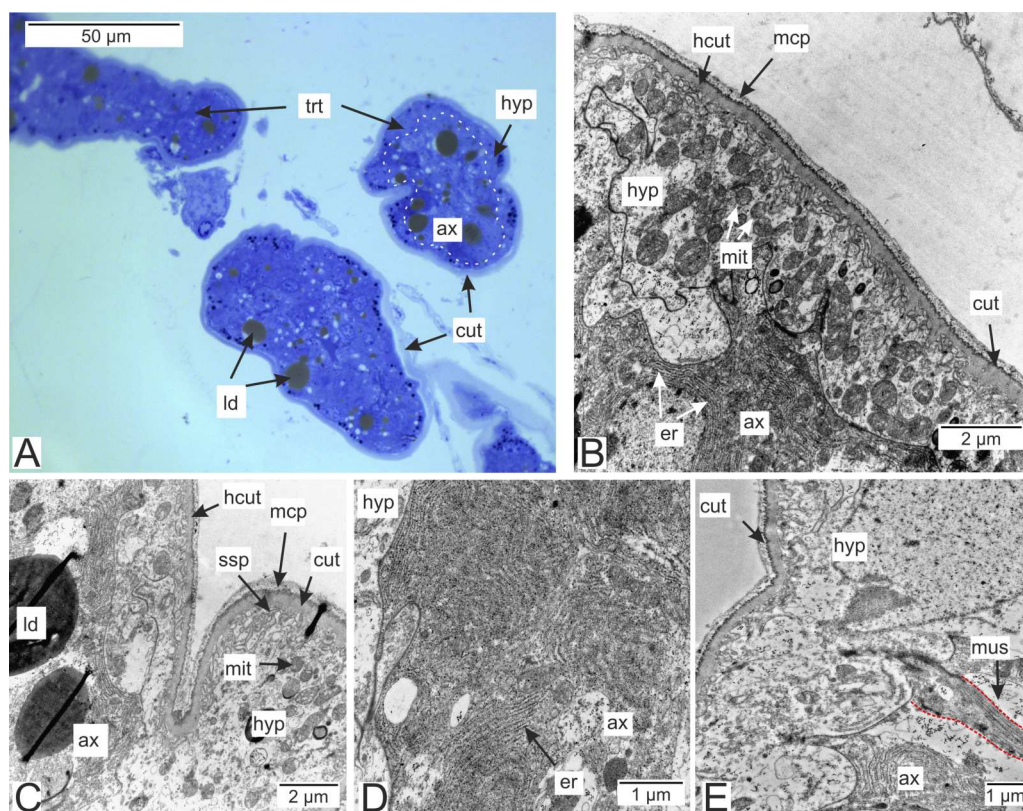 50 µm
trt
hyp
ax
cut
ld
A
hcut
mcp
hyp
mit
cut
er
ax
2 µm
B
hcut
mcp
ssp
cut
ld
mit
ax
hyp
C
2 µm
hyp
ax
er
D
1 µm
cut
hyp
mus
ax
E
1 µm